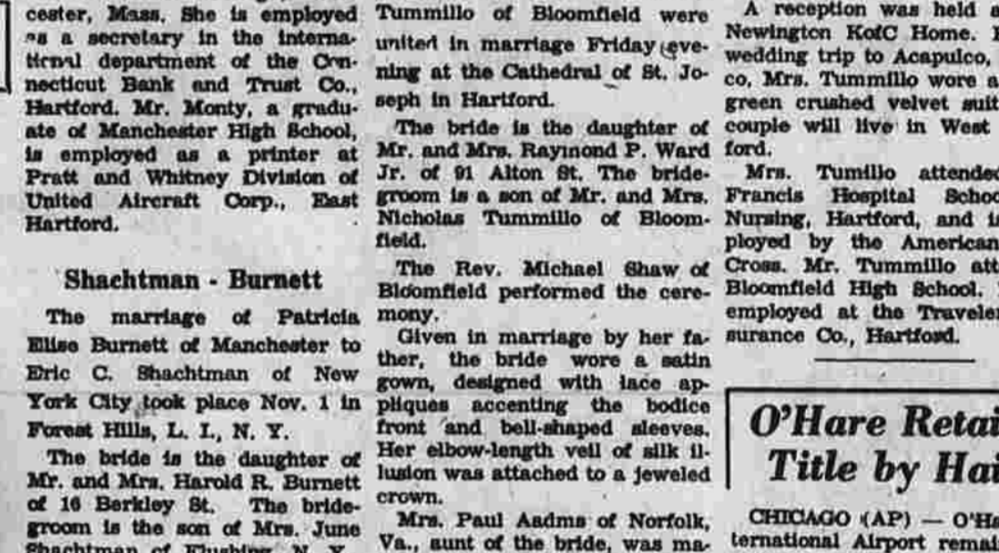 cester, Mass. She is employed
as a secretary in the interna-
tional department of the Con-
necticut Bank and Trust Co.,
Hartford. Mr. Monty, a gradu-
ate of Manchester High School,
is employed as a printer at
Pratt and Whitney Division of
United Aircraft Corp., East
Hartford.
Shachtman - Burnett
The marriage of Patricia
Elise Burnett of Manchester to
Eric C. Shachtman of New
York City took place Nov. 1 in
Forest Hills, L. I., N. Y.
The bride is the daughter of
Mr. and Mrs. Harold R. Burnett
of 16 Berkley St. The bride-
groom is the son of Mrs. June
Shachtman of Flushing, N. Y.
Tummillo of Bloomfield were
united in marriage Friday eve-
ning at the Cathedral of St. Jo-
seph in Hartford.
The bride is the daughter of
Mr. and Mrs. Raymond P. Ward
Jr. of 91 Alton St. The bride-
groom is a son of Mr. and Mrs.
Nicholas Tummillo of Bloom-
field.
The Rev. Michael Shaw of
Bloomfield performed the cere-
mony.
Given in marriage by her fa-
ther, the bride wore a satin
gown, designed with lace ap-
pliques accenting the bodice
front and bell-shaped sleeves.
Her elbow-length veil of silk il-
lusion was attached to a jeweled
crown.
Mrs. Paul Aadms of Norfolk,
Va., aunt of the bride, was ma-
A reception was held a
Newington KofC Home.
wedding trip to Acapulco,
co, Mrs. Tummillo wore a
green crushed velvet suit
couple will live in West
ford.
Mrs. Tumillo attended
Francis Hospital Schoo
Nursing, Hartford, and is
ployed by the American
Cross. Mr. Tummillo att
Bloomfield High School.
employed at the Traveler
surance Co., Hartford.
O'Hare Retai
Title by Hai
CHICAGO (AP) — O'Ha
ternational Airport remai